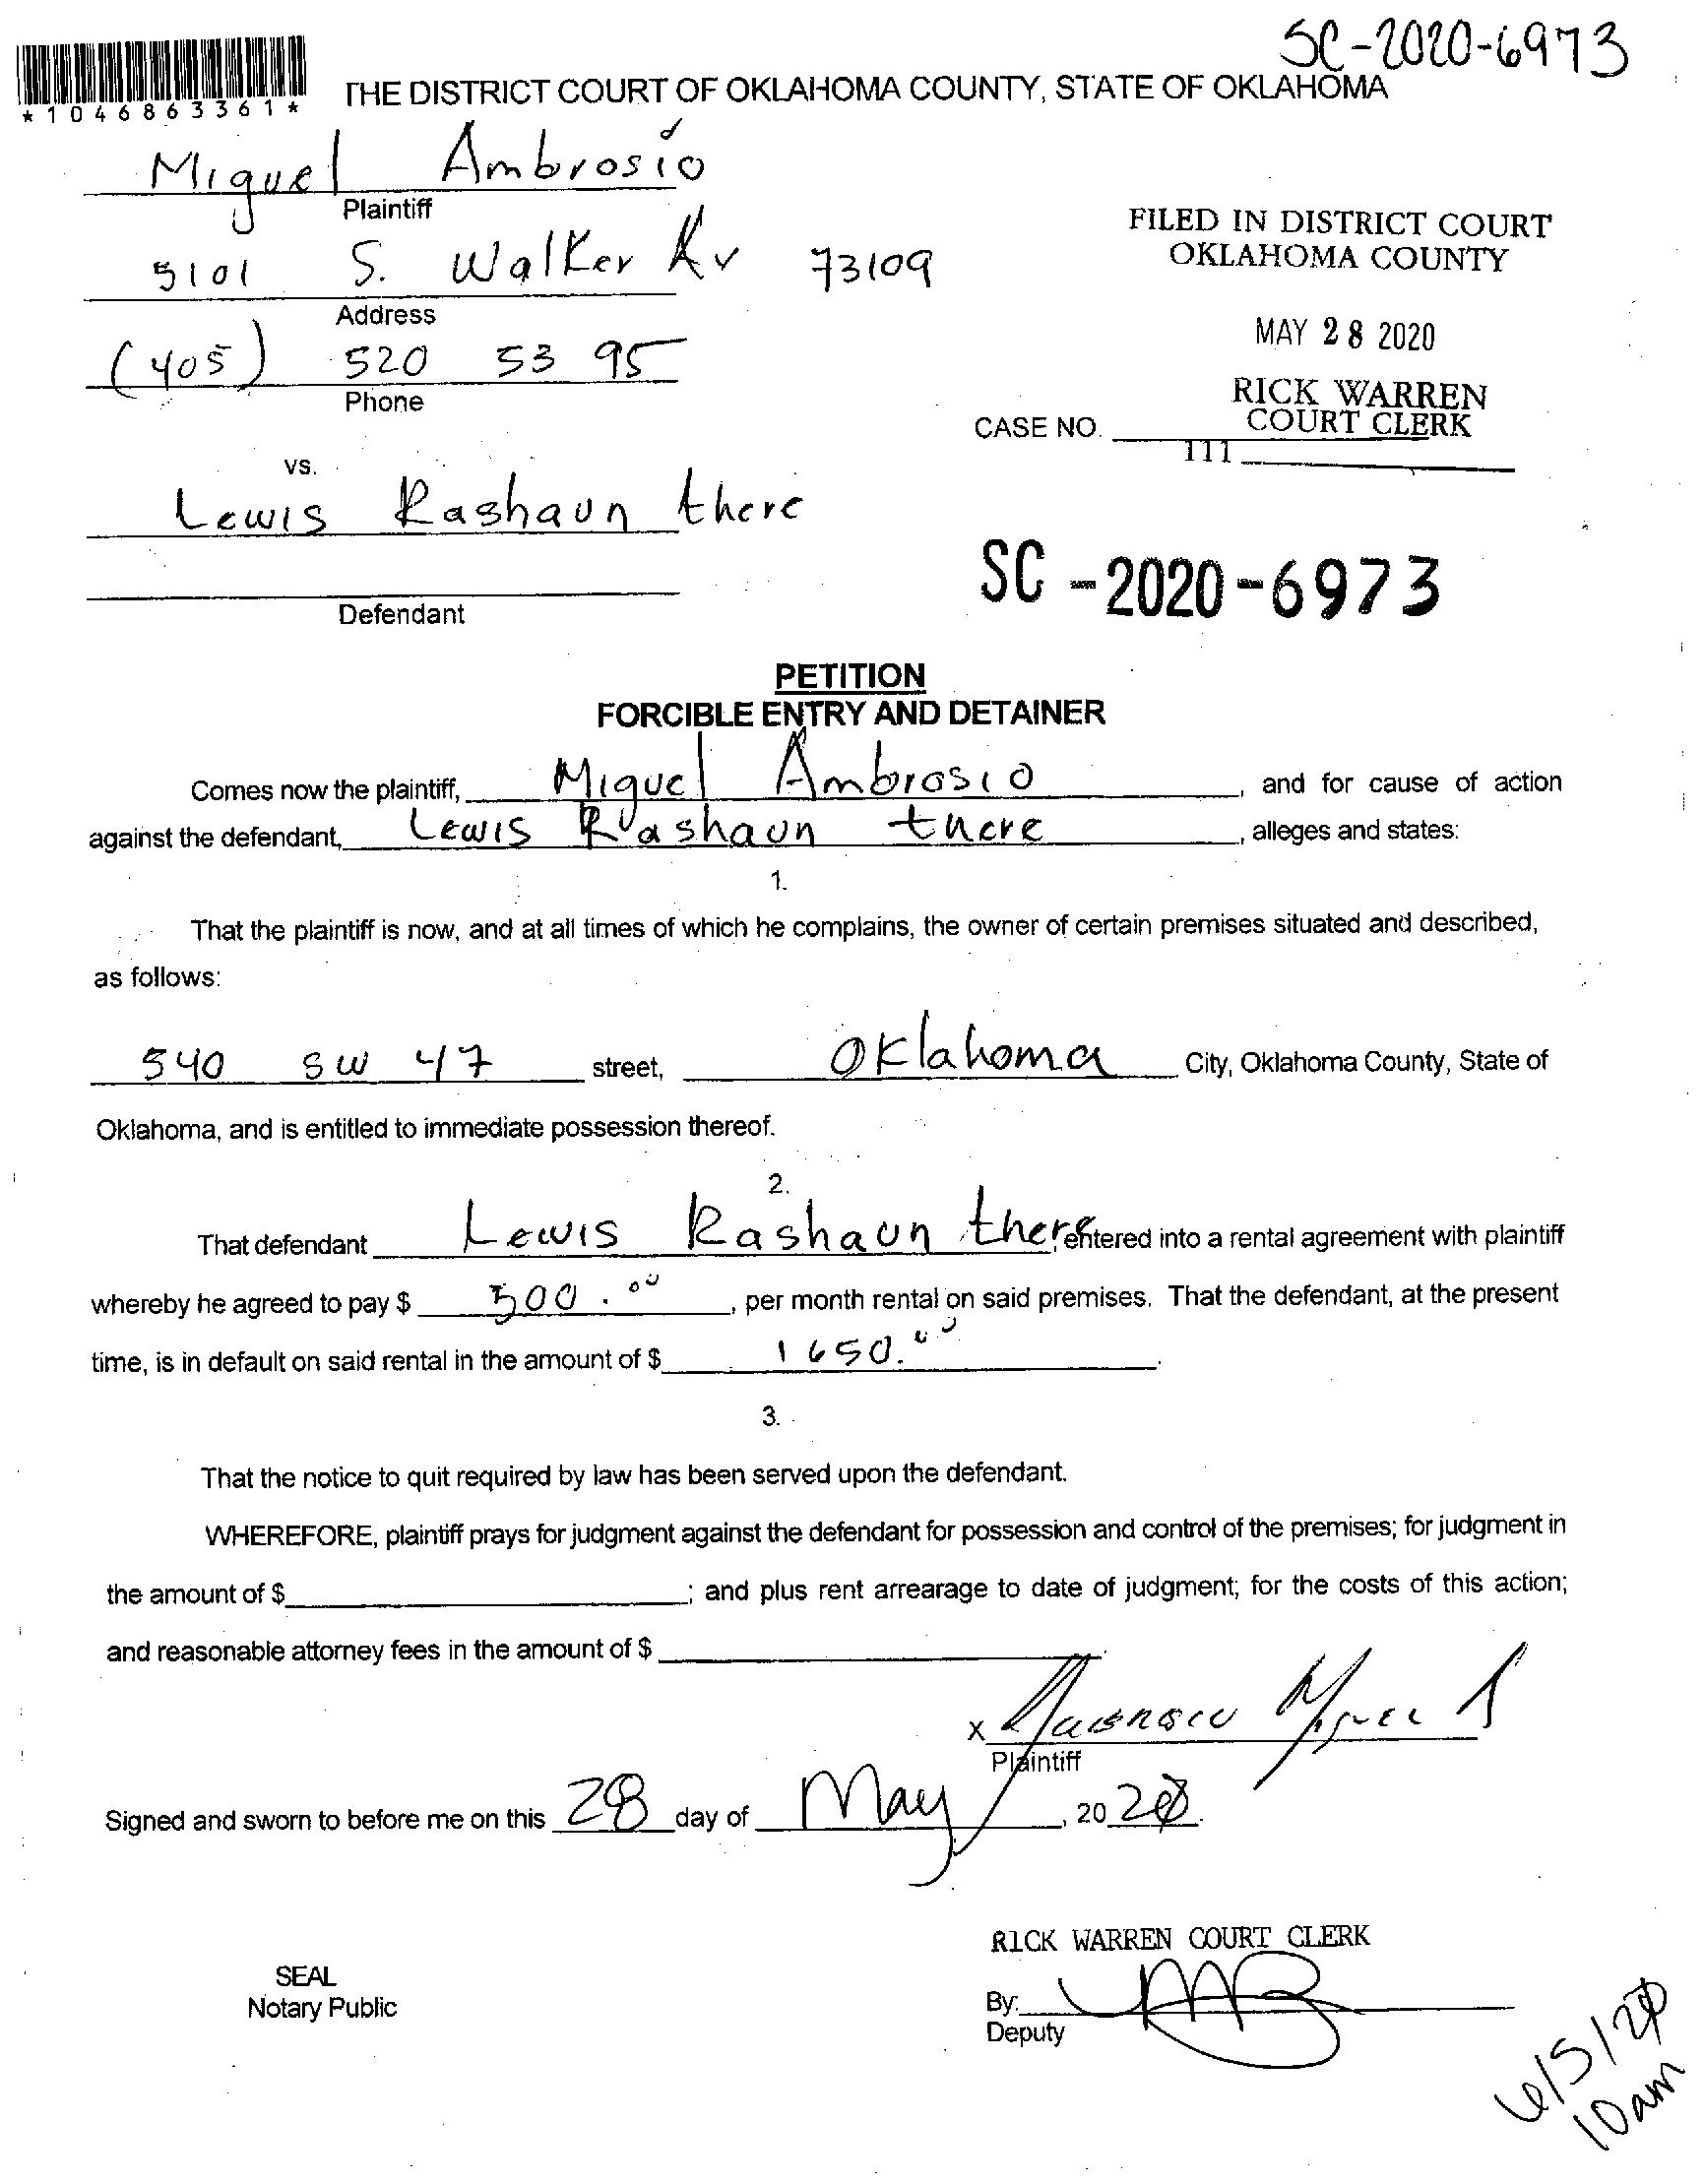 SC-2020-6973
*1046863361*
THE DISTRICT COURT OF OKLAHOMA COUNTY, STATE OF OKLAHOMA
Miguel Ambrosio
Plaintiff
5101 S. Walker Av 73109
Address
(405) 520 53 95
Phone
FILED IN DISTRICT COURT
OKLAHOMA COUNTY
MAY 28 2020
RICK WARREN
COURT CLERK
CASE NO.
111
vs.
Lewis Rashaun there
Defendant
SC-2020-6973
PETITION
FORCIBLE ENTRY AND DETAINER
Comes now the plaintiff, Miguel Ambrosio, and for cause of action
against the defendant, Lewis Rashaun there, alleges and states:
1.
That the plaintiff is now, and at all times of which he complains, the owner of certain premises situated and described,
as follows:
540 SW 47 street, Oklahoma City, Oklahoma County, State of
Oklahoma, and is entitled to immediate possession thereof.
2.
That defendant Lewis Rashaun there entered into a rental agreement with plaintiff
whereby he agreed to pay $ 500.00, per month rental on said premises. That the defendant, at the present
time, is in default on said rental in the amount of $ 1650.00.
3.
That the notice to quit required by law has been served upon the defendant.
WHEREFORE, plaintiff prays for judgment against the defendant for possession and control of the premises; for judgment in
the amount of $ ; and plus rent arrearage to date of judgment; for the costs of this action;
and reasonable attorney fees in the amount of $
X Ambrosio Miguel
Plaintiff
Signed and sworn to before me on this 28 day of May, 2020.
RICK WARREN COURT CLERK
SEAL
Notary Public
By:
Deputy
6/5/20
10am